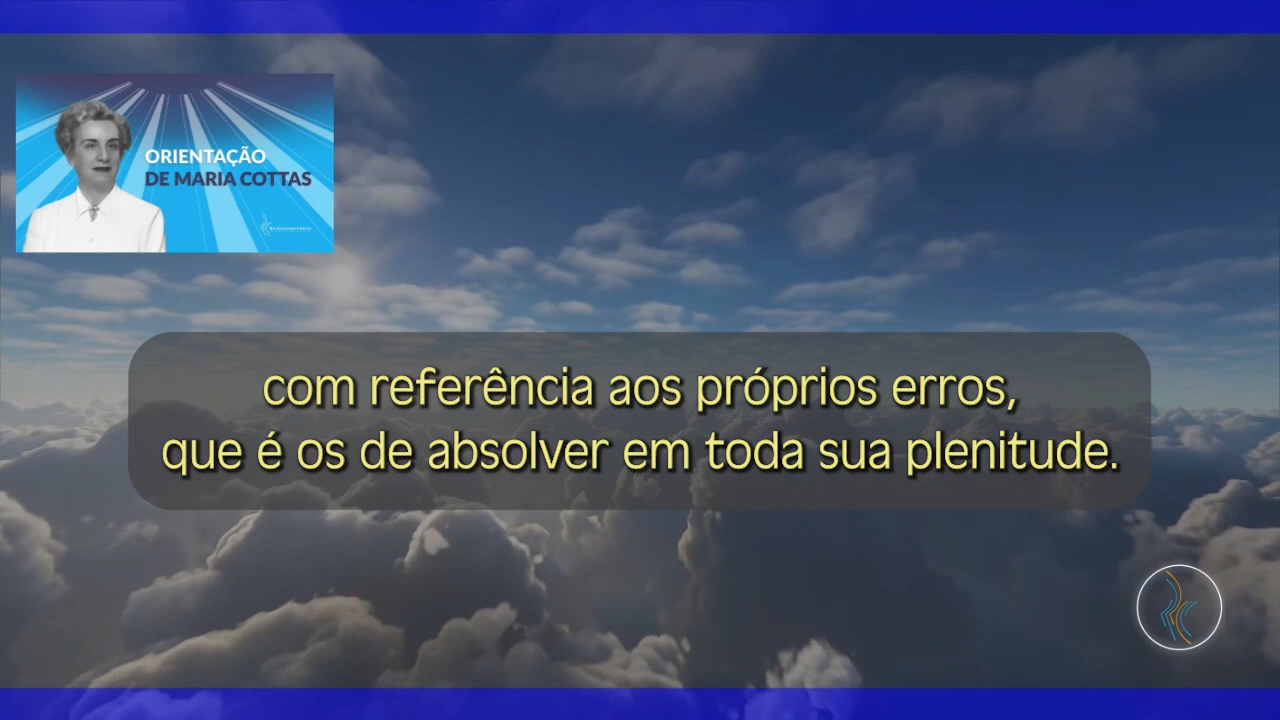 ORIENTAÇÃO
DE MARIA COTTAS
com referência aos próprios erros,
que é os de absolver em toda sua plenitude.